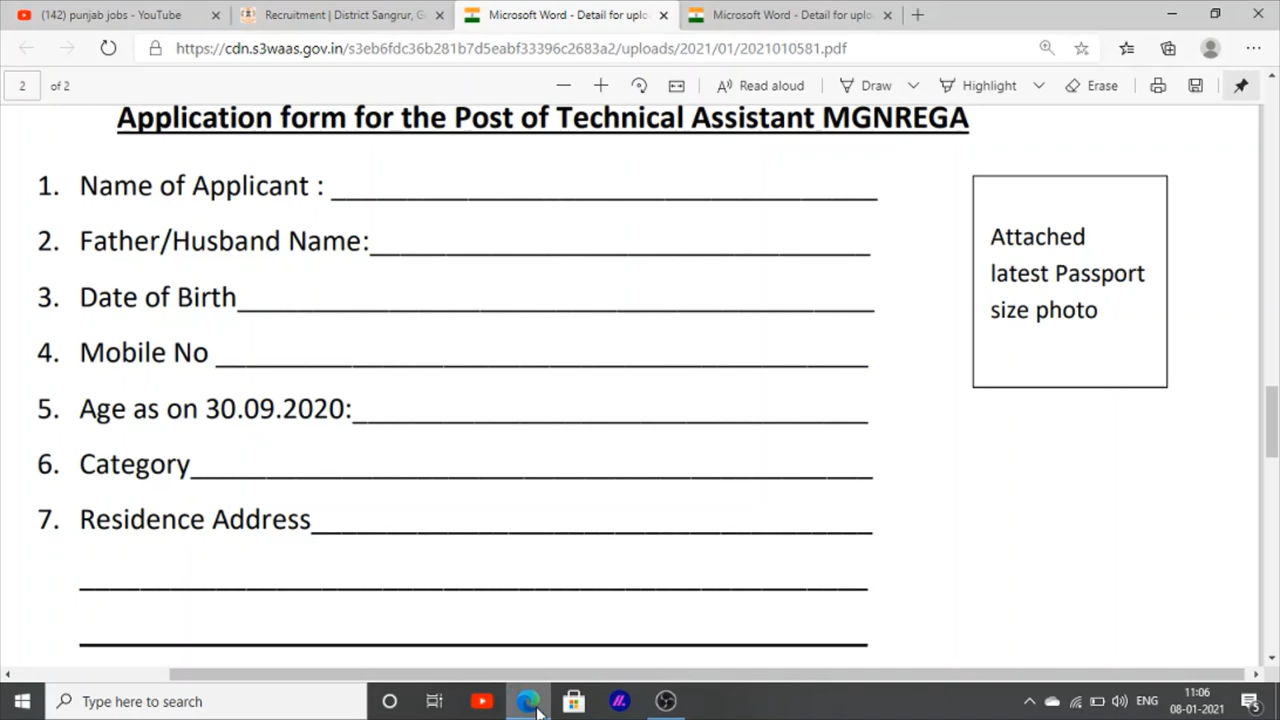 (142) punjab jobs - YouTube
Recruitment | District Sangrur, G
Microsoft Word - Detail for uplo
Microsoft Word - Detail for uplo
https://cdn.s3waas.gov.in/s3eb6fdc36b281b7d5eabf33396c2683a2/uploads/2021/01/2021010581.pdf
2 of 2
Read aloud
Draw
Highlight
Erase
Application form for the Post of Technical Assistant MGNREGA
1. Name of Applicant :
2. Father/Husband Name:
3. Date of Birth
4. Mobile No
5. Age as on 30.09.2020:
6. Category
7. Residence Address
Attached
latest Passport
size photo
Type here to search
ENG
11:06
08-01-2021
5